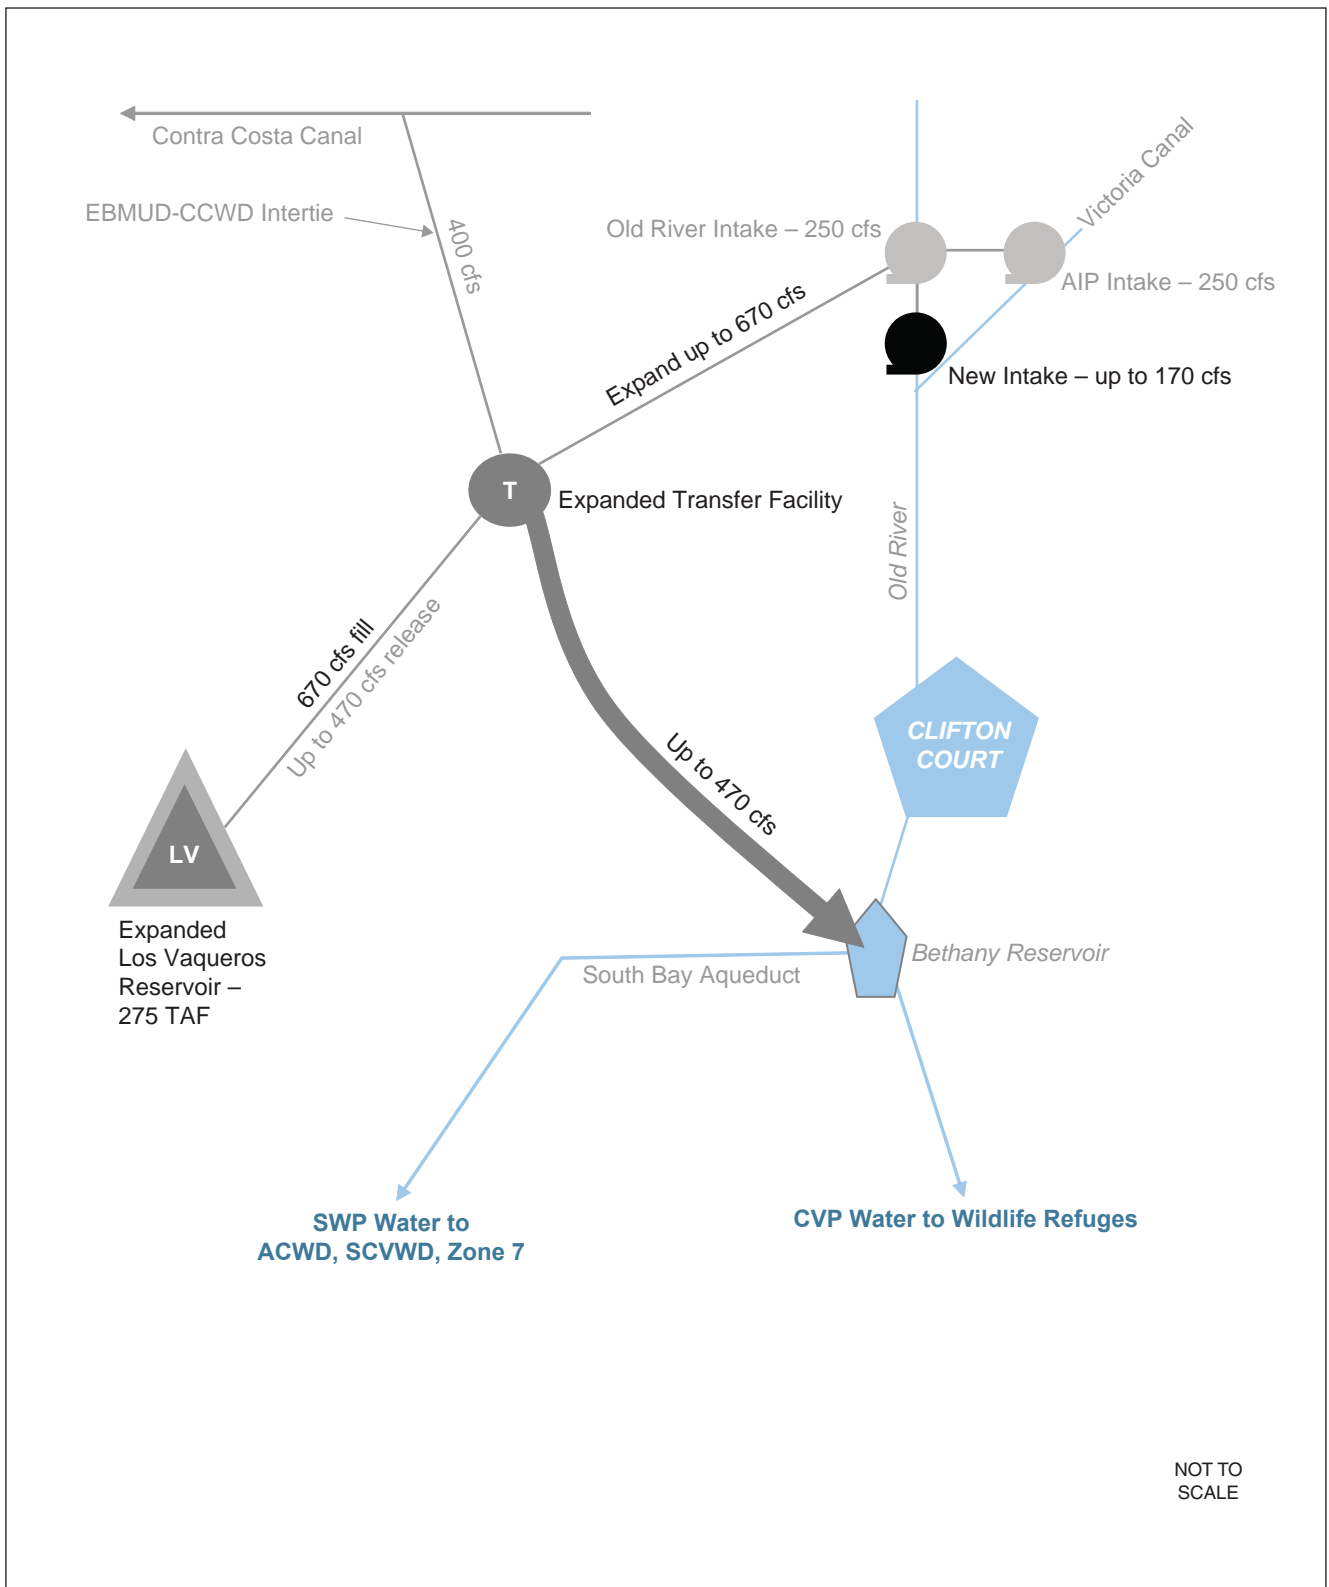 Contra Costa Canal
EBMUD-CCWD Intertie
400 cfs
Victoria Canal
Old River Intake – 250 cfs
AIP Intake – 250 cfs
Expand up to 670 cfs
New Intake – up to 170 cfs
T
Expanded Transfer Facility
Old River
670 cfs fill
Up to 470 cfs release
Up to 470 cfs
CLIFTON
COURT
LV
Expanded
Los Vaqueros
Reservoir –
275 TAF
Bethany Reservoir
South Bay Aqueduct
SWP Water to
ACWD, SCVWD, Zone 7
CVP Water to Wildlife Refuges
NOT TO
SCALE